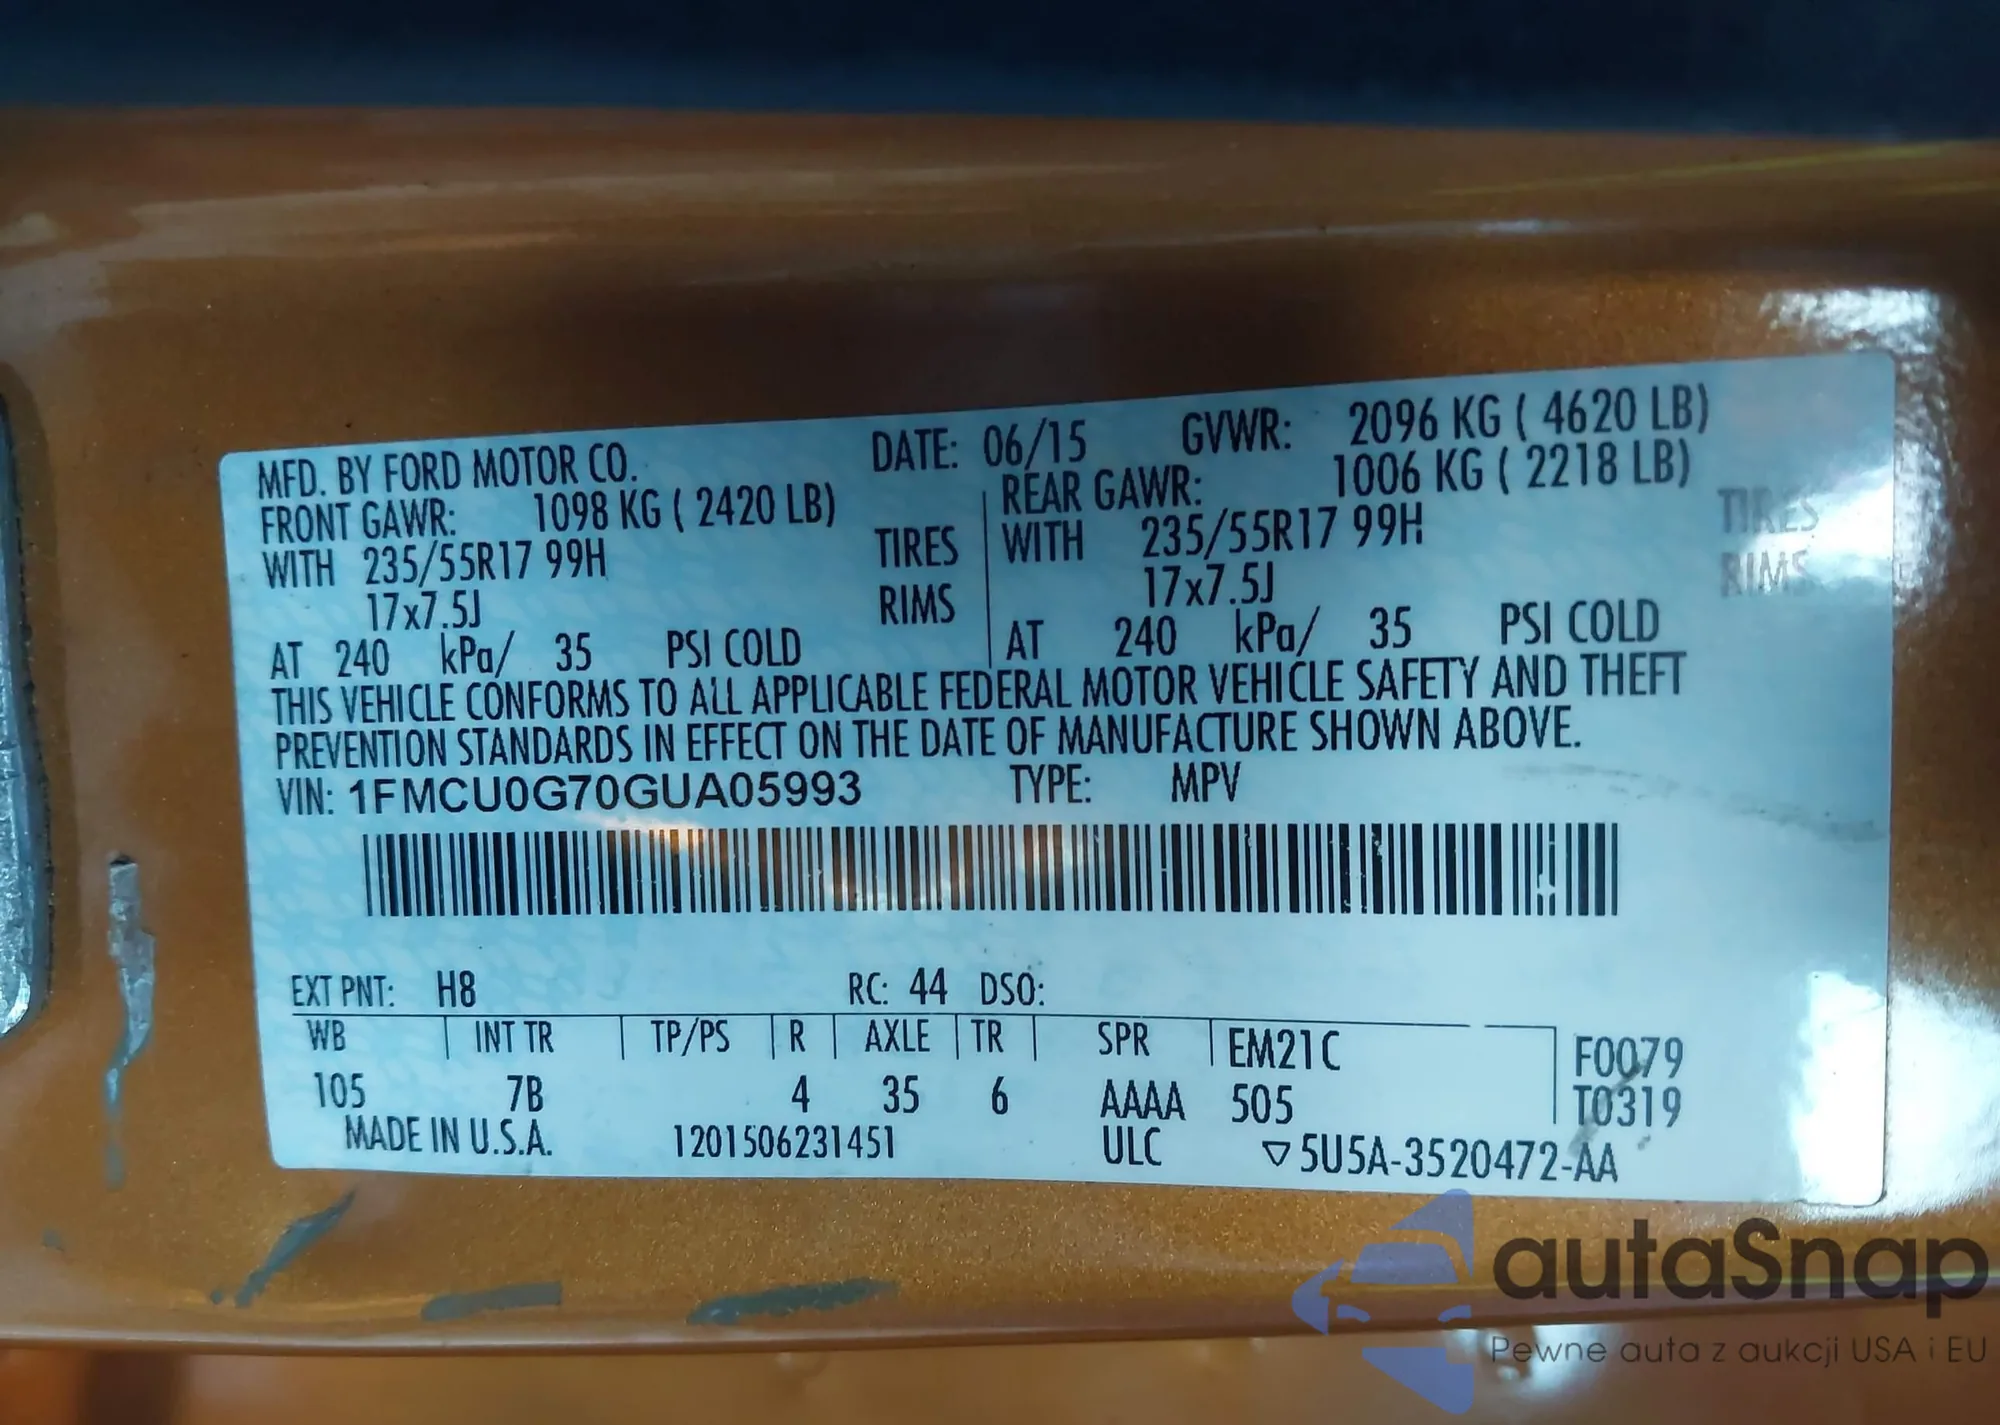 MFD. BY FORD MOTOR CO. DATE: 06/15 GVWR: 2096 KG ( 4620 LB)
FRONT GAWR: 1098 KG ( 2420 LB) REAR GAWR: 1006 KG ( 2218 LB)
WITH 235/55R17 99H TIRES WITH 235/55R17 99H TIRES
17x7.5J RIMS 17x7.5J RIMS
AT 240 kPa/ 35 PSI COLD AT 240 kPa/ 35 PSI COLD
THIS VEHICLE CONFORMS TO ALL APPLICABLE FEDERAL MOTOR VEHICLE SAFETY AND THEFT
PREVENTION STANDARDS IN EFFECT ON THE DATE OF MANUFACTURE SHOWN ABOVE.
VIN: 1FMCU0G70GUA05993 TYPE: MPV
EXT PNT: H8 RC: 44 DSO:
WB INT TR TP/PS R AXLE TR SPR EM21C F0079
105 7B 4 35 6 AAAA 505 T0319
MADE IN U.S.A. 1201506231451 ULC ▽5U5A-3520472-AA
autaSnap
Pewne auta z aukcji USA i EU